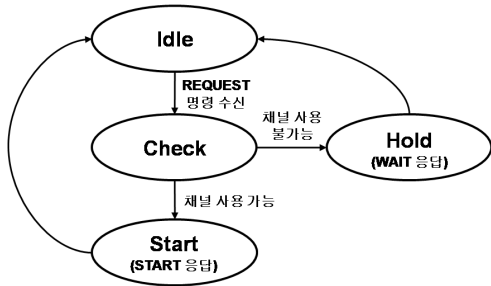 Idle
REQUEST
명령 수신
채널 사용
불가능
Check
Hold
(WAIT 응답)
채널 사용 가능
Start
(START 응답)